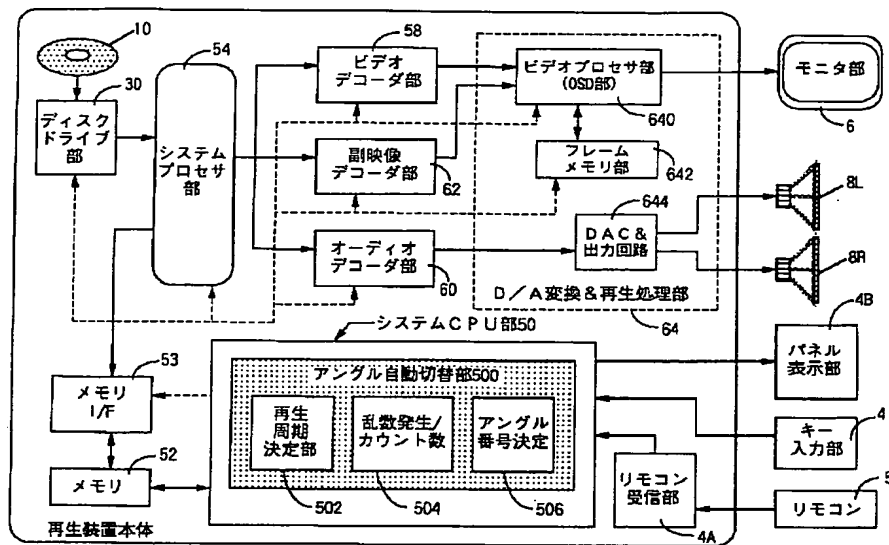 10
54
58
ビデオ
デコーダ部
ビデオプロセサ部
(OSD部)
640
モニタ部
6
30
ディスク
ドライブ部
システム
プロセサ
部
副映像
デコーダ部
62
フレーム
メモリ部
642
644
DAC&
出力回路
8L
8R
オーディオ
デコーダ部
60
D/A変換&再生処理部
64
システムCPU部50
4B
パネル
表示部
53
メモリ
I/F
アングル自動切替部500
再生
周期
決定部
乱数発生/
カウント数
アングル
番号決定
502
504
506
4
キー
入力部
52
メモリ
リモコン
受信部
4A
5
リモコン
再生装置本体